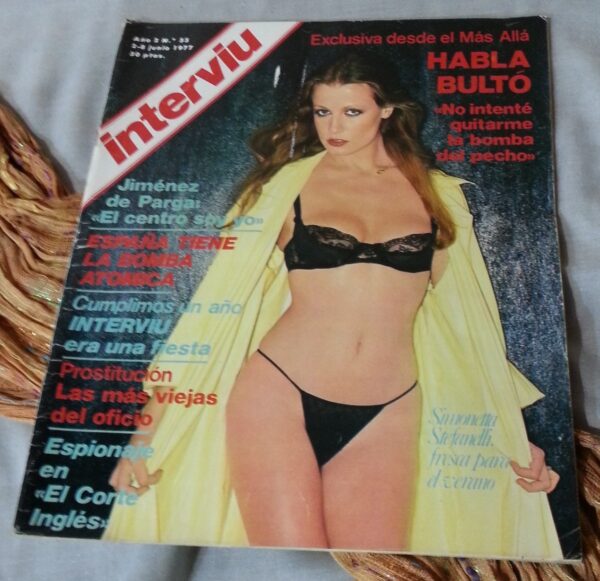 Año 2 N.º 55
2-8 junio 1977
50 ptas.
interviu
Exclusiva desde el Más Allá
HABLA
BULTÓ
«No intenté
quitarme
la bomba
del pecho»
Jiménez
de Parga:
«El centro soy yo»
ESPAÑA TIENE
LA BOMBA
ATOMICA
Cumplimos un año
INTERVIU
era una fiesta
Prostitución
Las más viejas
del oficio
Espionaje
en
«El Corte
Inglés»
Simonetta
Stefanelli,
fresca para
el verano